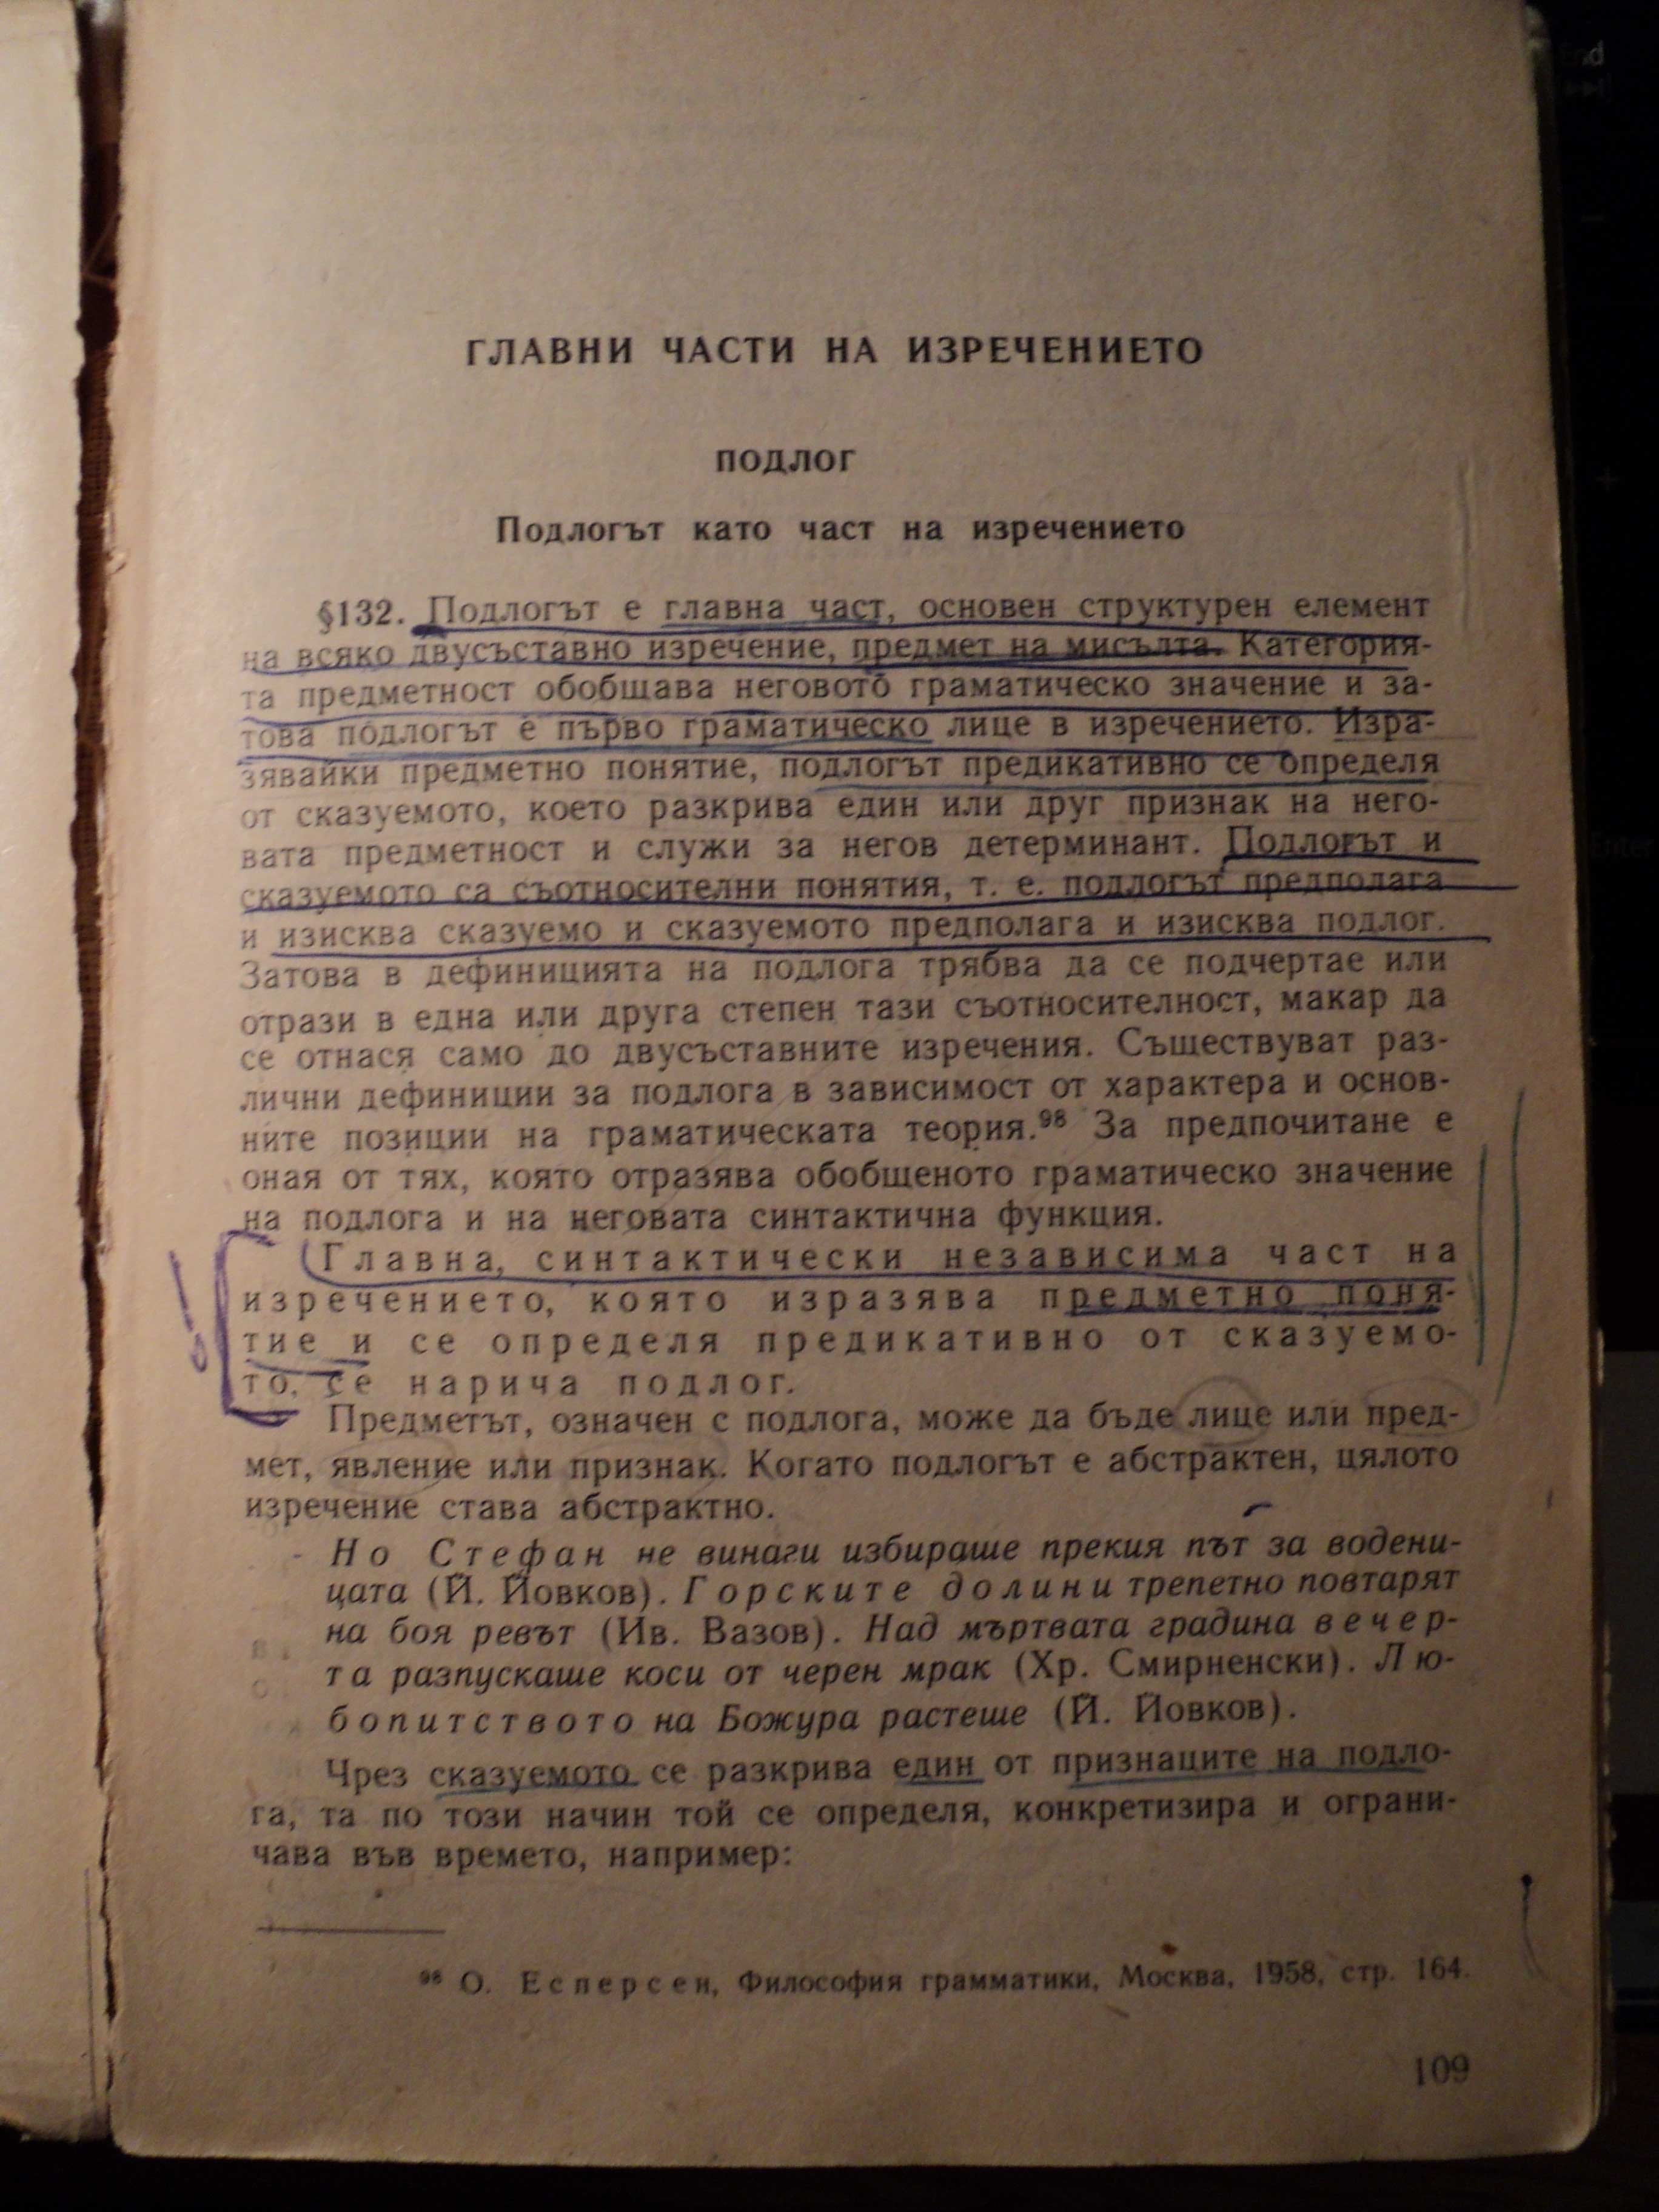 ГЛАВНИ ЧАСТИ НА ИЗРЕЧЕНИЕТО
ПОДЛОГ
Подлогът като част на изречението
§132. Подлогът е главна част, основен структурен елемент
на всяко двусъставно изречение, предмет на мисълта. Категория-
та предметност обобщава неговото граматическо значение и за-
това подлогът е първо граматическо лице в изречението. Изра-
зявайки предметно понятие, подлогът предикативно се определя
от сказуемото, което разкрива един или друг признак на него-
вата предметност и служи за негов детерминант. Подлогът и
сказуемото са съотносителни понятия, т. е. подлогът предполага
и изисква сказуемо и сказуемото предполага и изисква подлог.
Затова в дефиницията на подлога трябва да се подчертае или
отрази в една или друга степен тази съотносителност, макар да
се отнася само до двусъставните изречения. Съществуват раз-
лични дефиниции за подлога в зависимост от характера и основ-
ните позиции на граматическата теория.⁹⁸ За предпочитане е
оная от тях, която отразява обобщеното граматическо значение
на подлога и на неговата синтактична функция.
Главна, синтактически независима част на
изречението, която изразява предметно поня-
тие и се определя предикативно от сказуемо-
то, се нарича подлог.
Предметът, означен с подлога, може да бъде лице или пред-
мет, явление или признак. Когато подлогът е абстрактен, цялото
изречение става абстрактно.
Но Стефан не винаги избираше прекия път за водени-
цата (Й. Йовков). Горските долини трепетно повтарят
на боя ревът (Ив. Вазов). Над мъртвата градина вечер-
та разпускаше коси от черен мрак (Хр. Смирненски). Лю-
бопитството на Божура растеше (Й. Йовков).
Чрез сказуемото се разкрива един от признаците на подло-
га, та по този начин той се определя, конкретизира и ограни-
чава във времето, например:
⁹⁸ О. Есперсен, Философия грамматики, Москва, 1958, стр. 164.
109
End
Enter